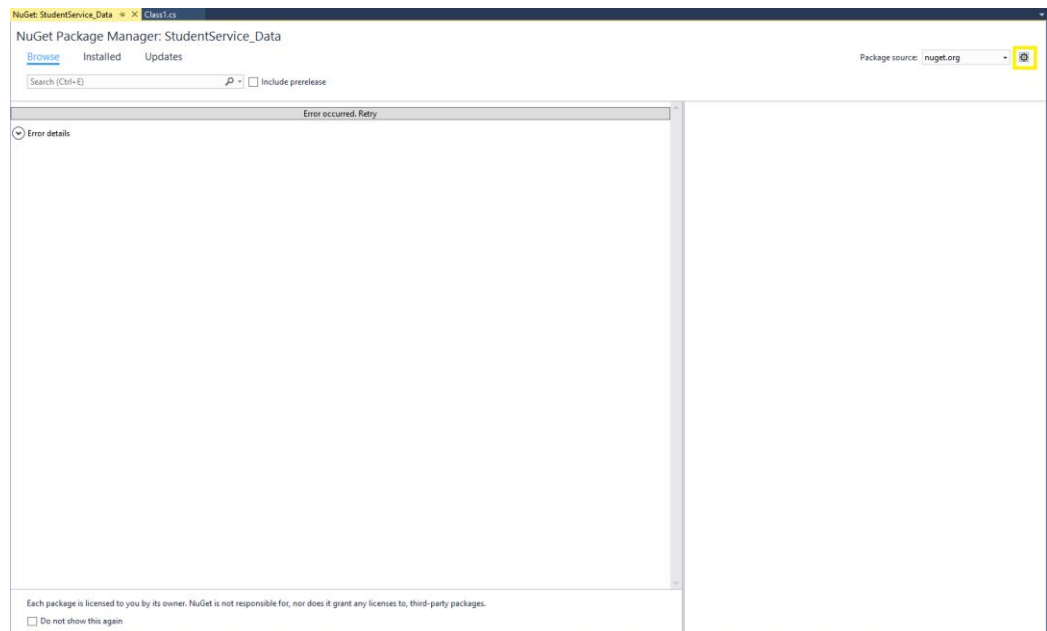 NuGet: StudentService_Data Class1.cs
NuGet Package Manager: StudentService_Data
Browse Installed Updates
Package source: nuget.org
Search (Ctrl+E) Include prerelease
Error occurred. Retry
Error details
Each package is licensed to you by its owner. NuGet is not responsible for, nor does it grant any licenses to, third-party packages.
Do not show this again